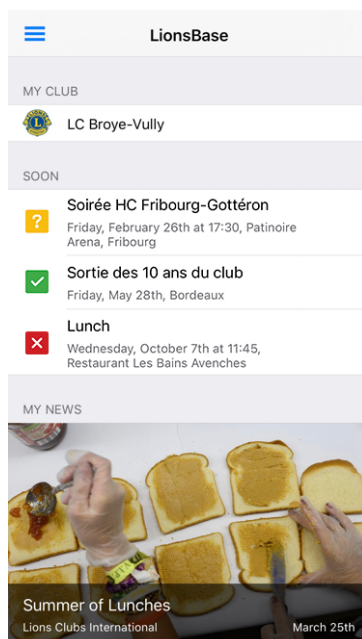 LionsBase
MY CLUB
LC Broye-Vully
SOON
Soirée HC Fribourg-Gottéron
Friday, February 26th at 17:30, Patinoire
Arena, Fribourg
Sortie des 10 ans du club
Friday, May 28th, Bordeaux
Lunch
Wednesday, October 7th at 11:45,
Restaurant Les Bains Avenches
MY NEWS
Summer of Lunches
Lions Clubs International
March 25th